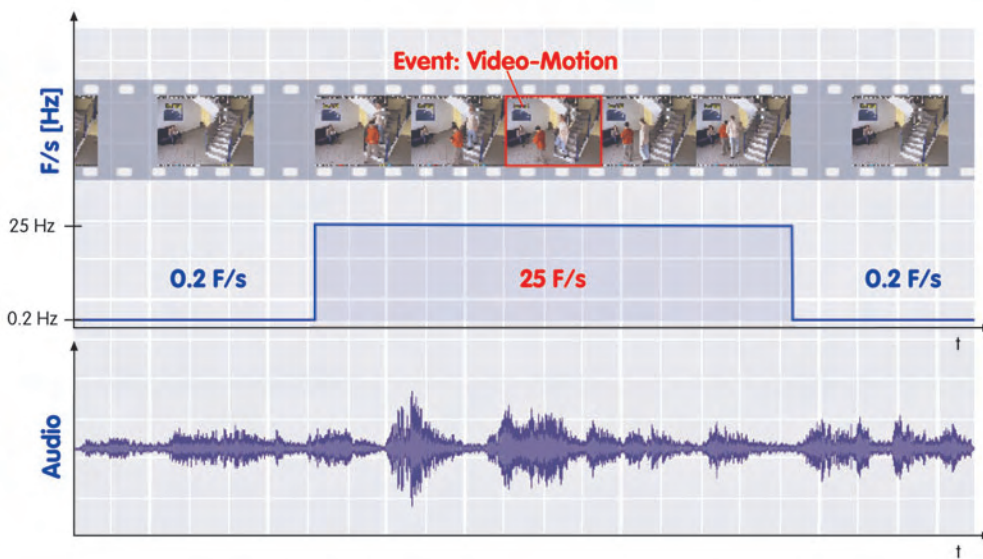 Event: Video-Motion
F/s [Hz]
25 Hz
0.2 F/s
25 F/s
0.2 F/s
0.2 Hz
t
Audio
t